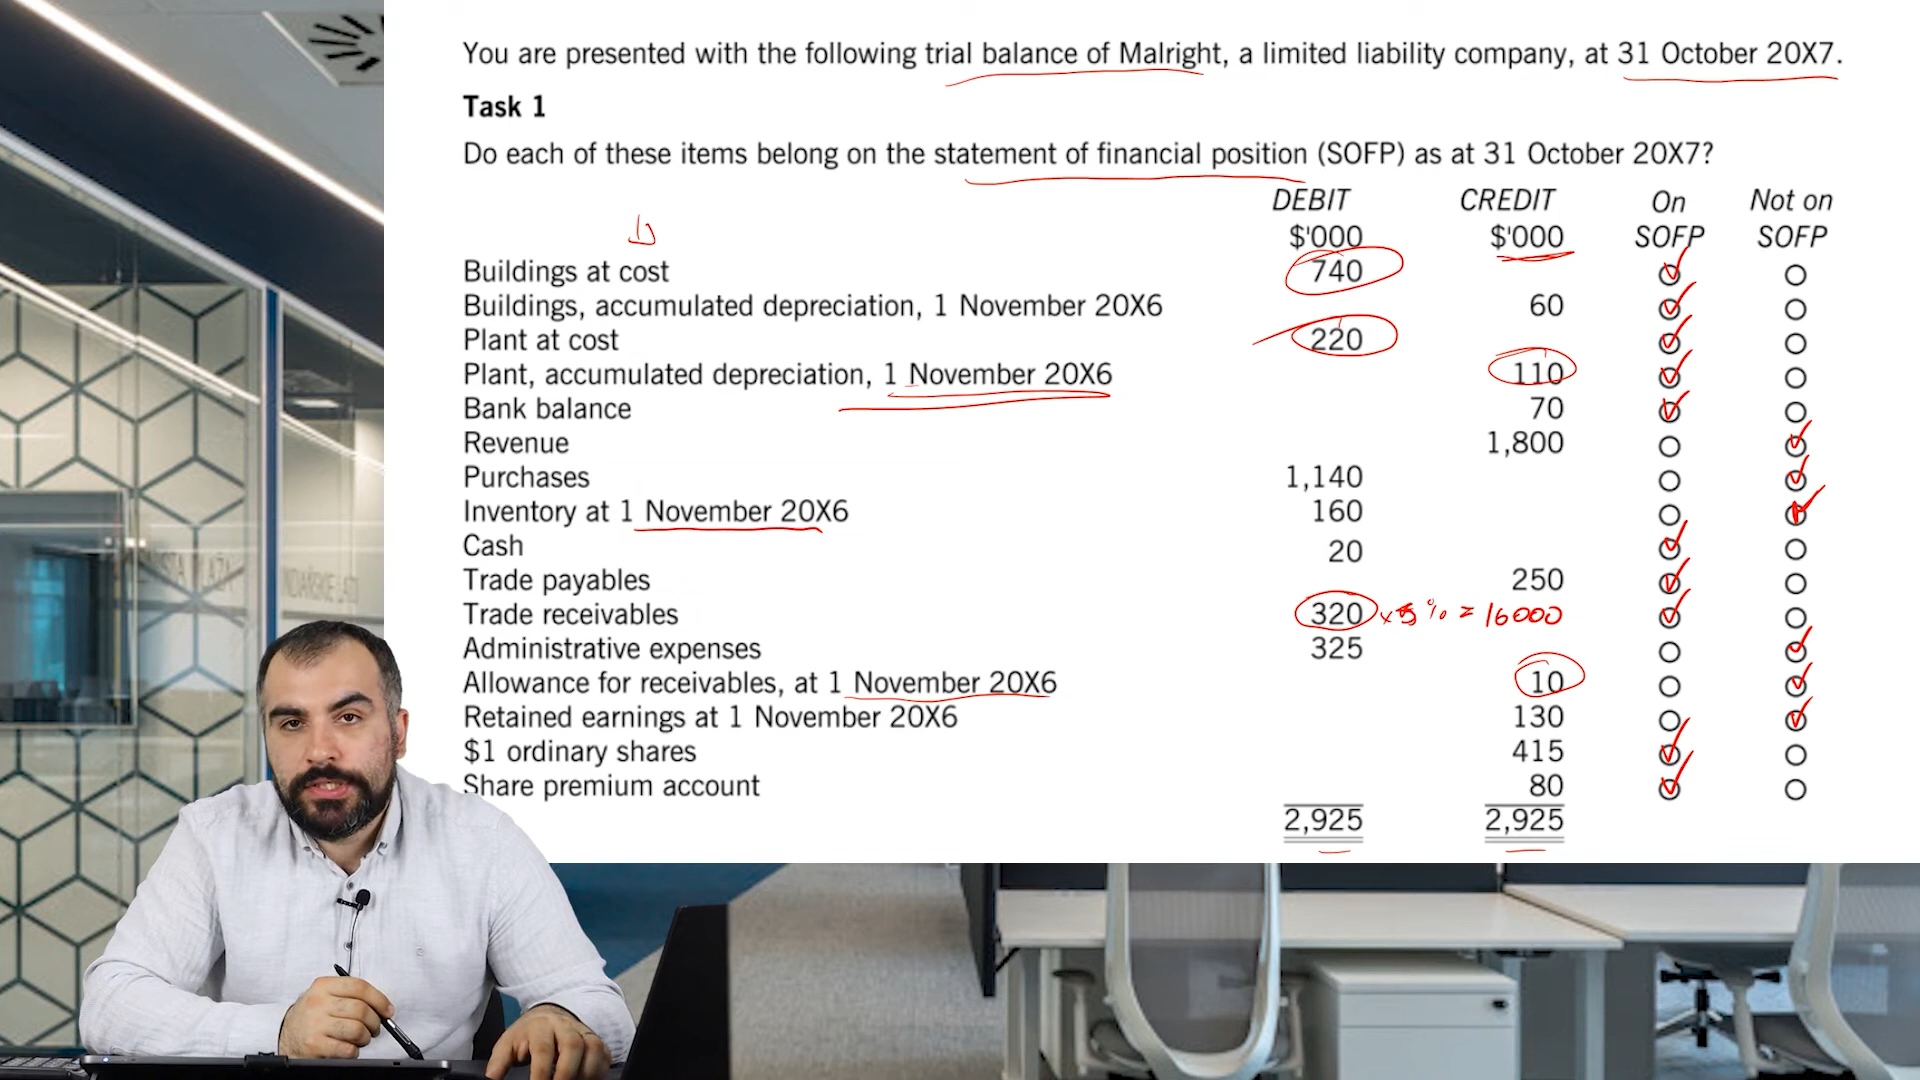 You are presented with the following trial balance of Malright, a limited liability company, at 31 October 20X7.
Task 1
Do each of these items belong on the statement of financial position (SOFP) as at 31 October 20X7?
DEBIT CREDIT On Not on
$'000 $'000 SOFP SOFP
Buildings at cost 740
Buildings, accumulated depreciation, 1 November 20X6 60
Plant at cost 220
Plant, accumulated depreciation, 1 November 20X6 110
Bank balance 70
Revenue 1,800
Purchases 1,140
Inventory at 1 November 20X6 160
Cash 20
Trade payables 250
Trade receivables 320 x 5% = 16000
Administrative expenses 325
Allowance for receivables, at 1 November 20X6 10
Retained earnings at 1 November 20X6 130
$1 ordinary shares 415
Share premium account 80
2,925 2,925